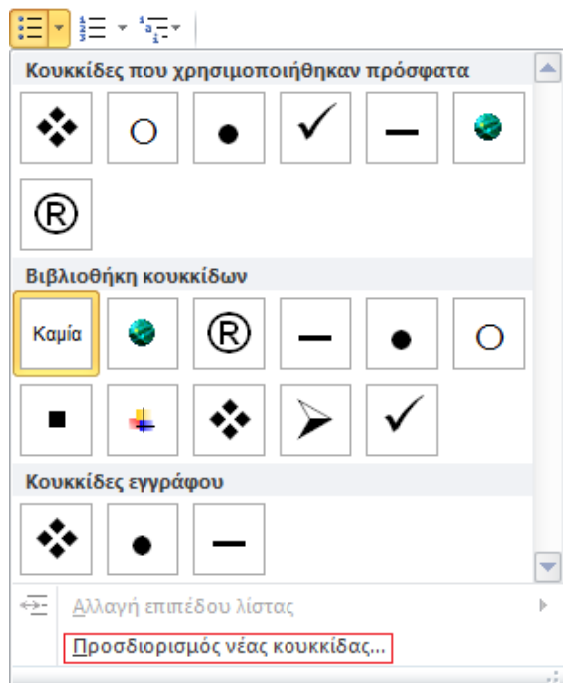 Κουκκίδες που χρησιμοποιήθηκαν πρόσφατα
®
Βιβλιοθήκη κουκκίδων
Καμία
®
Κουκκίδες εγγράφου
Αλλαγή επιπέδου λίστας
Προσδιορισμός νέας κουκκίδας...